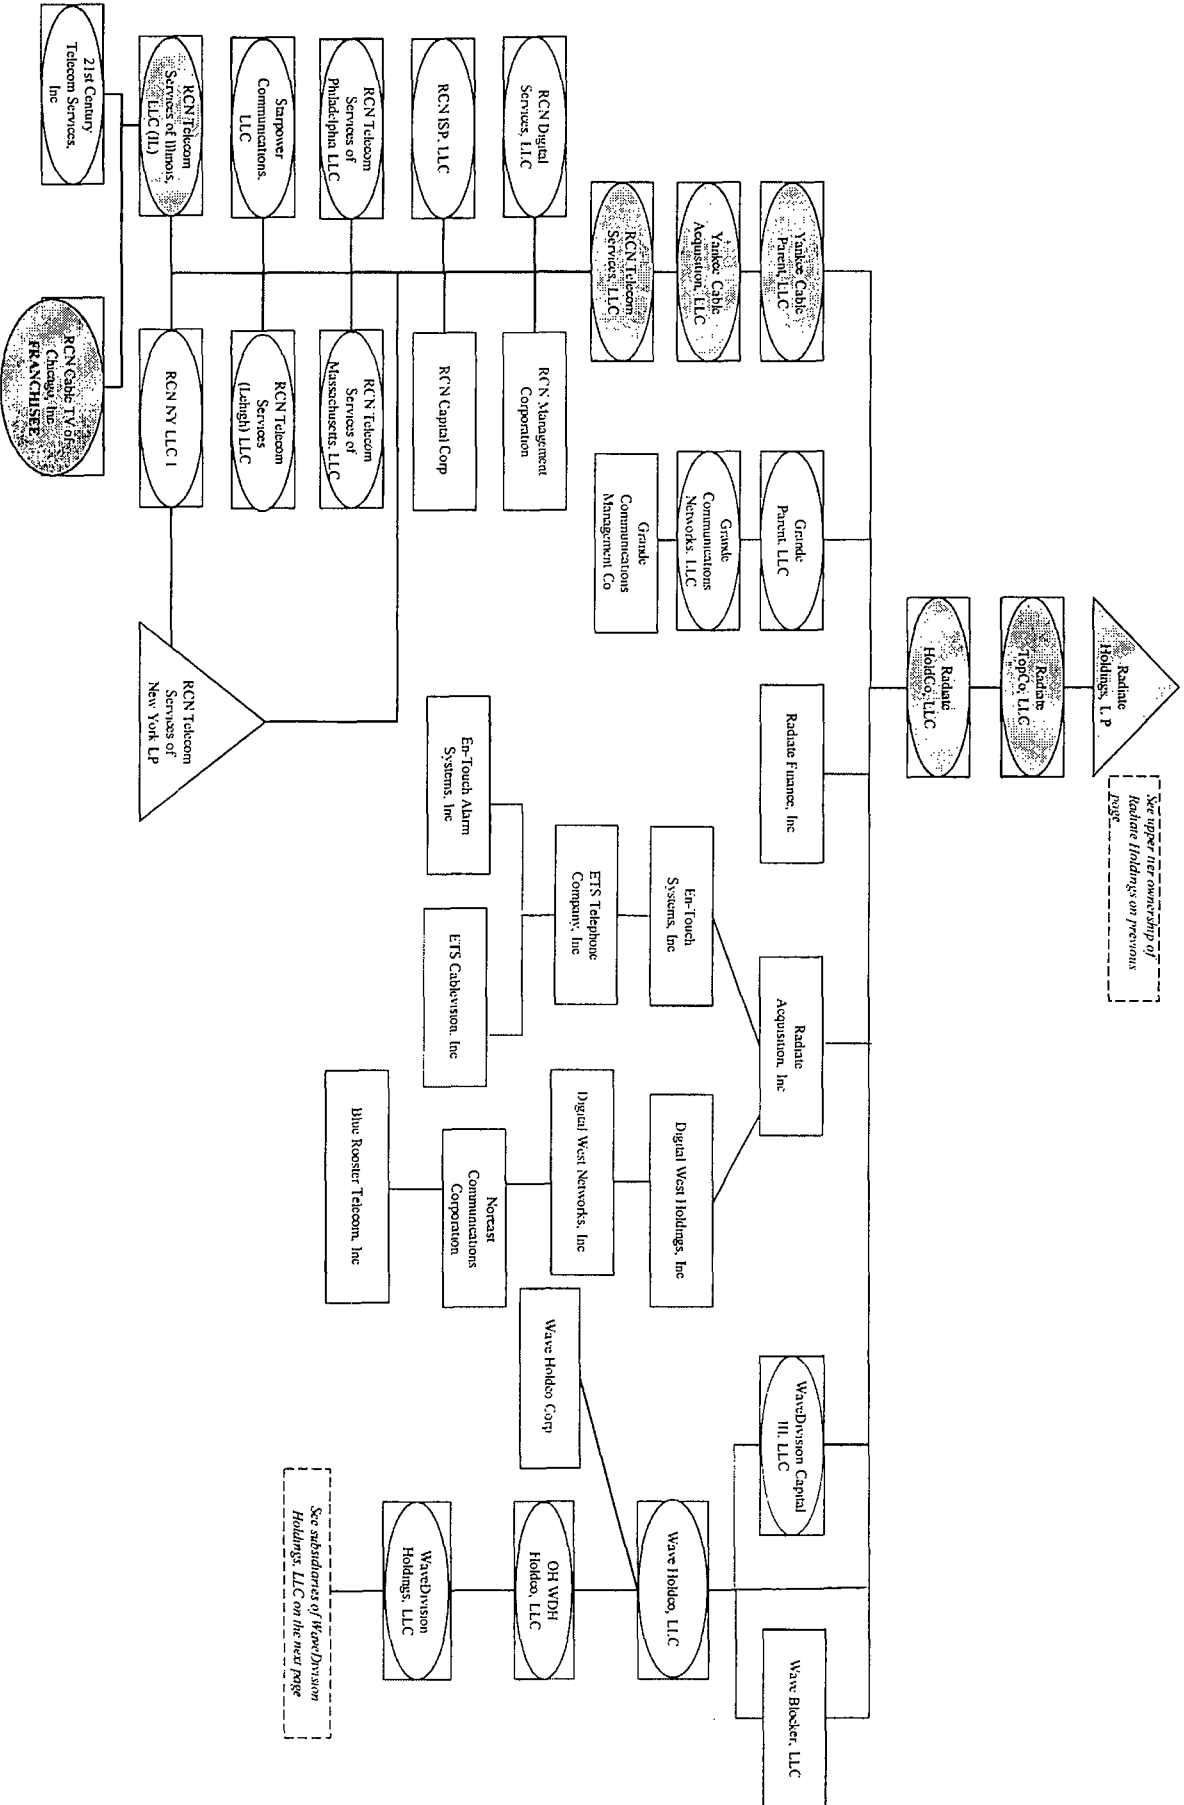 Radiate
Holdings, L P
See upper tier ownership of
Radiate Holdings on previous
page
Radiate
TopCo, LLC
Radiate
HoldCo, LLC
Yankee Cable
Parent, LLC
Grande
Parent, LLC
Radiate Finance, Inc
Radiate
Acquisition, Inc
WaveDivision Capital
III, LLC
Wave Blocker, LLC
Yankee Cable
Acquisition, LLC
Grande
Communications
Networks, LLC
En-Touch
Systems, Inc
Digital West Holdings, Inc
Wave Holdco, LLC
RCN Telecom
Services, LLC
Grande
Communications
Management Co
ETS Telephone
Company, Inc
Digital West Networks, Inc
Wave Holdco Corp
OH WDH
Holdco, LLC
RCN Digital
Services, LLC
RCN Management
Corporation
En-Touch Alarm
Systems, Inc
ETS Cablevision, Inc
Norcast
Communications
Corporation
WaveDivision
Holdings, LLC
RCN ISP, LLC
RCN Capital Corp
Blue Rooster Telecom, Inc
See subsidiaries of WaveDivision
Holdings, LLC on the next page
RCN Telecom
Services of
Philadelphia LLC
RCN Telecom
Services of
Massachusetts, LLC
Starpower
Communications,
LLC
RCN Telecom
Services
(Lehigh) LLC
RCN Telecom
Services of Illinois,
LLC (IL)
RCN NY LLC 1
RCN Telecom
Services of
New York LP
21st Century
Telecom Services,
Inc
RCN Cable TV of
Chicago, Inc
FRANCHISEE